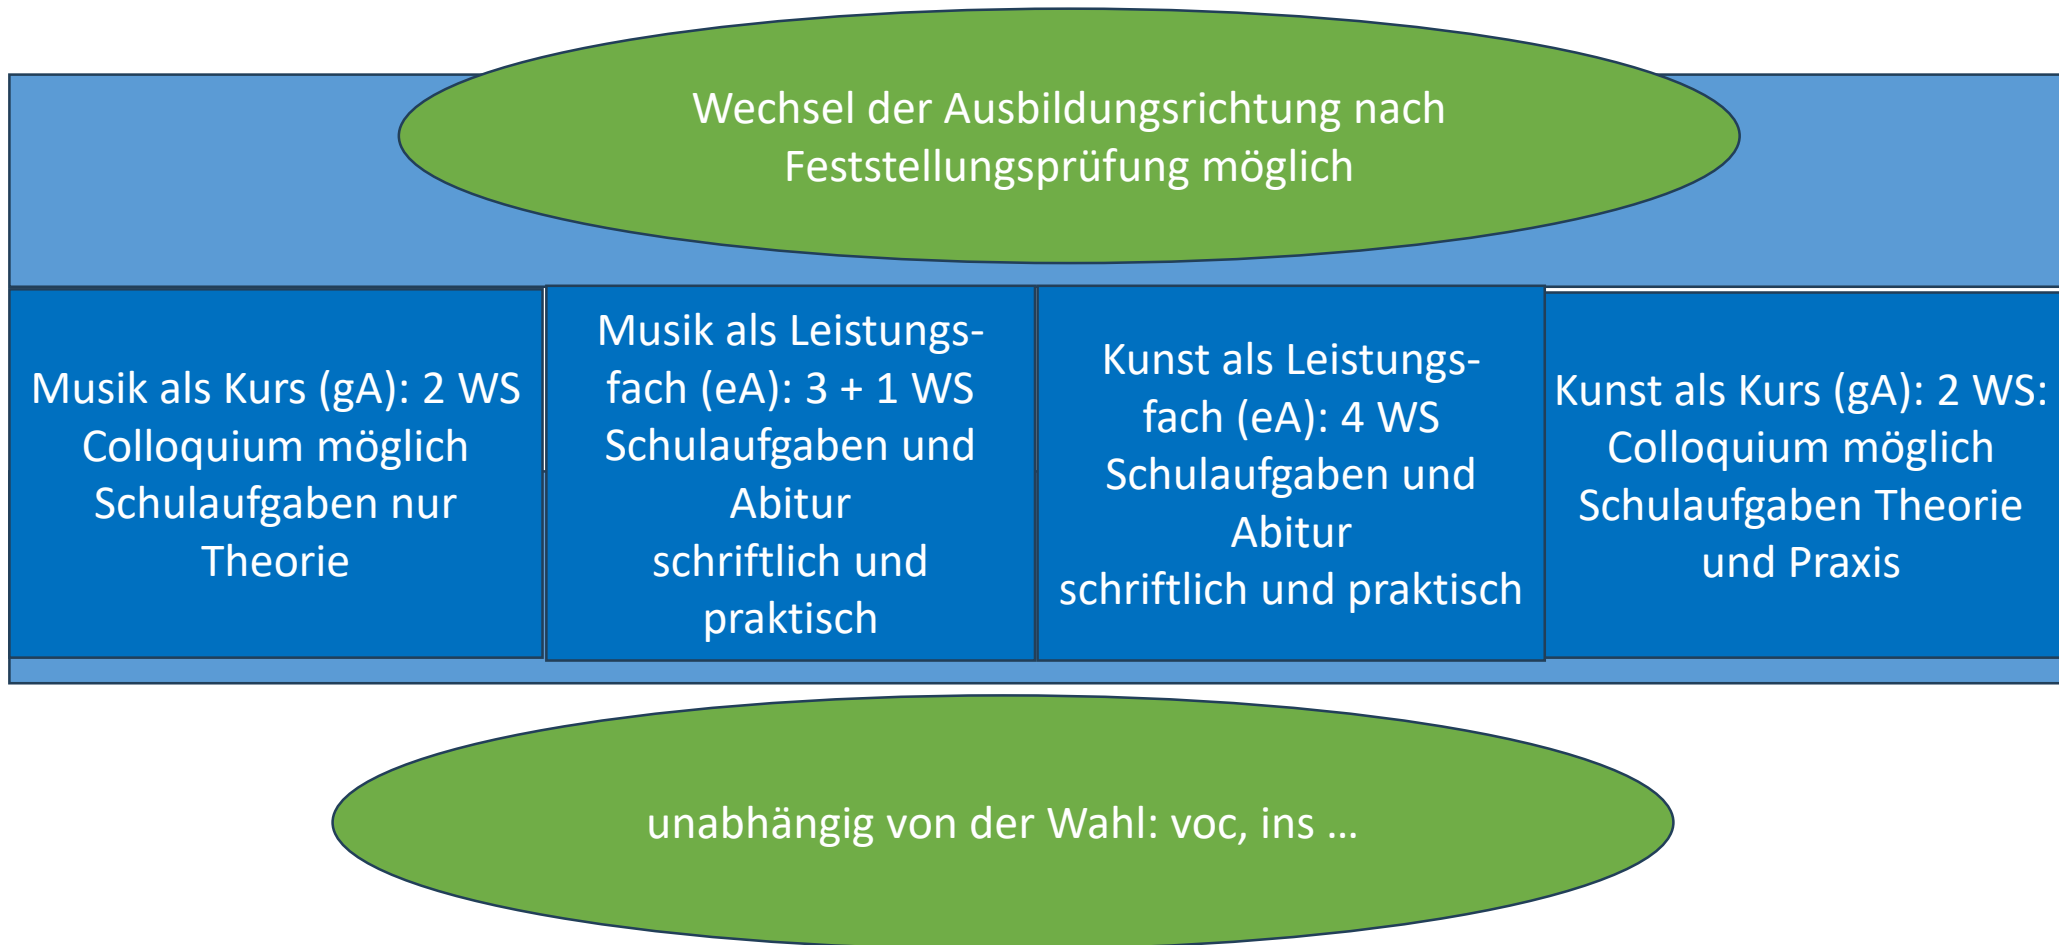 Wechsel der Ausbildungsrichtung nach
Feststellungsprüfung möglich
Musik als Kurs (gA): 2 WS
Colloquium möglich
Schulaufgaben nur
Theorie
Musik als Leistungs-
fach (eA): 3 + 1 WS
Schulaufgaben und
Abitur
schriftlich und
praktisch
Kunst als Leistungs-
fach (eA): 4 WS
Schulaufgaben und
Abitur
schriftlich und praktisch
Kunst als Kurs (gA): 2 WS:
Colloquium möglich
Schulaufgaben Theorie
und Praxis
unabhängig von der Wahl: voc, ins …